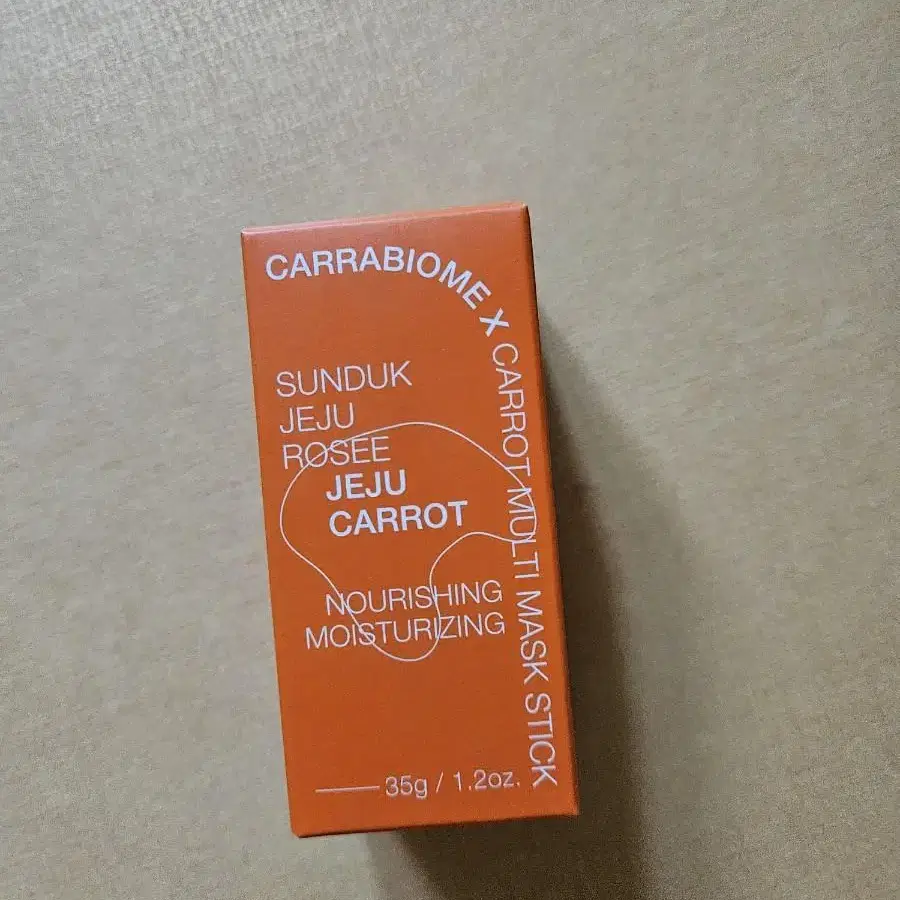 CARRABIOME X CARROT MULTI MASK STICK
SUNDUK
JEJU
ROSEE
JEJU
CARROT
NOURISHING
MOISTURIZING
35g / 1.2oz.